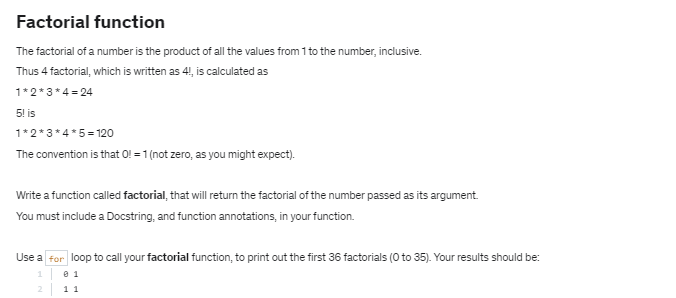 Factorial function
The factorial of a number is the product of all the values from 1 to the number, inclusive.
Thus 4 factorial, which is written as 4!, is calculated as
1 * 2 * 3 * 4 = 24
5! is
1 * 2 * 3 * 4 * 5 = 120
The convention is that 0! = 1 (not zero, as you might expect).
Write a function called factorial, that will return the factorial of the number passed as its argument.
You must include a Docstring, and function annotations, in your function.
Use a for loop to call your factorial function, to print out the first 36 factorials (0 to 35). Your results should be:
1 0 1
2 1 1